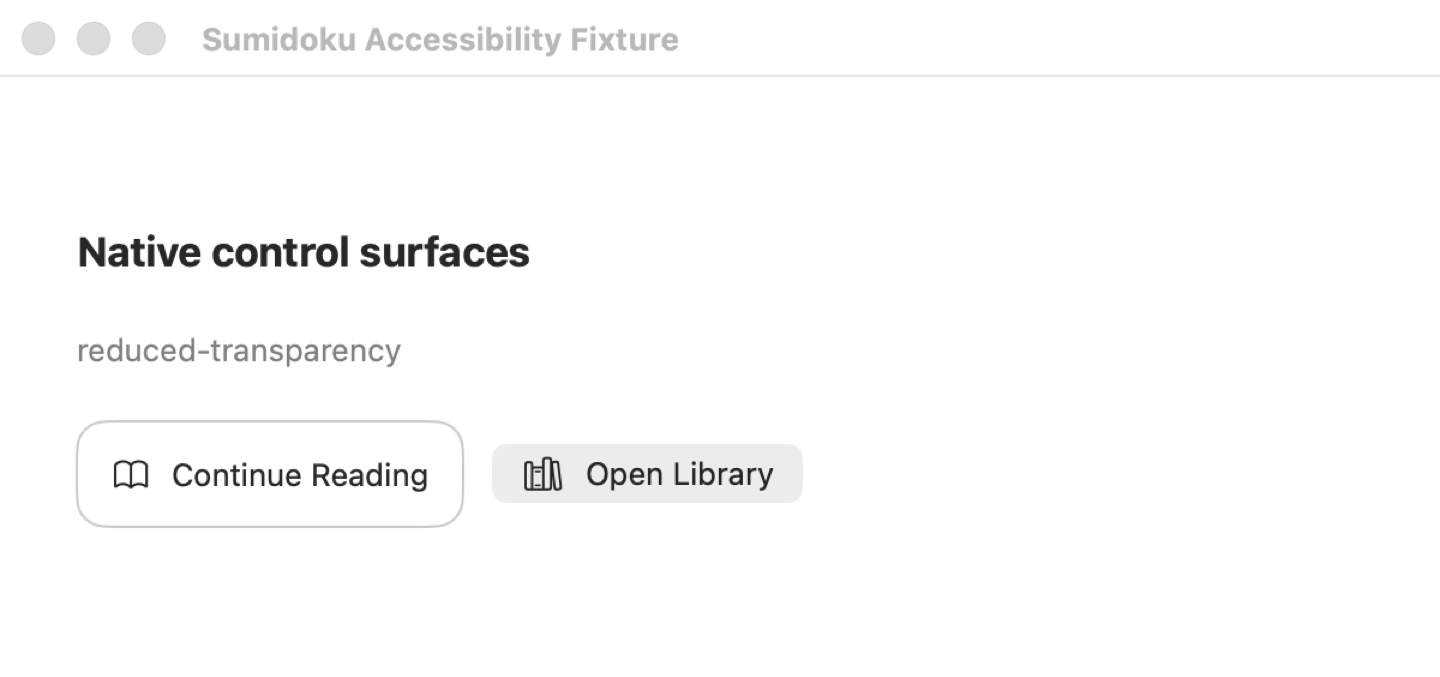 Sumidoku Accessibility Fixture
Native control surfaces
reduced-transparency
Continue Reading
Open Library